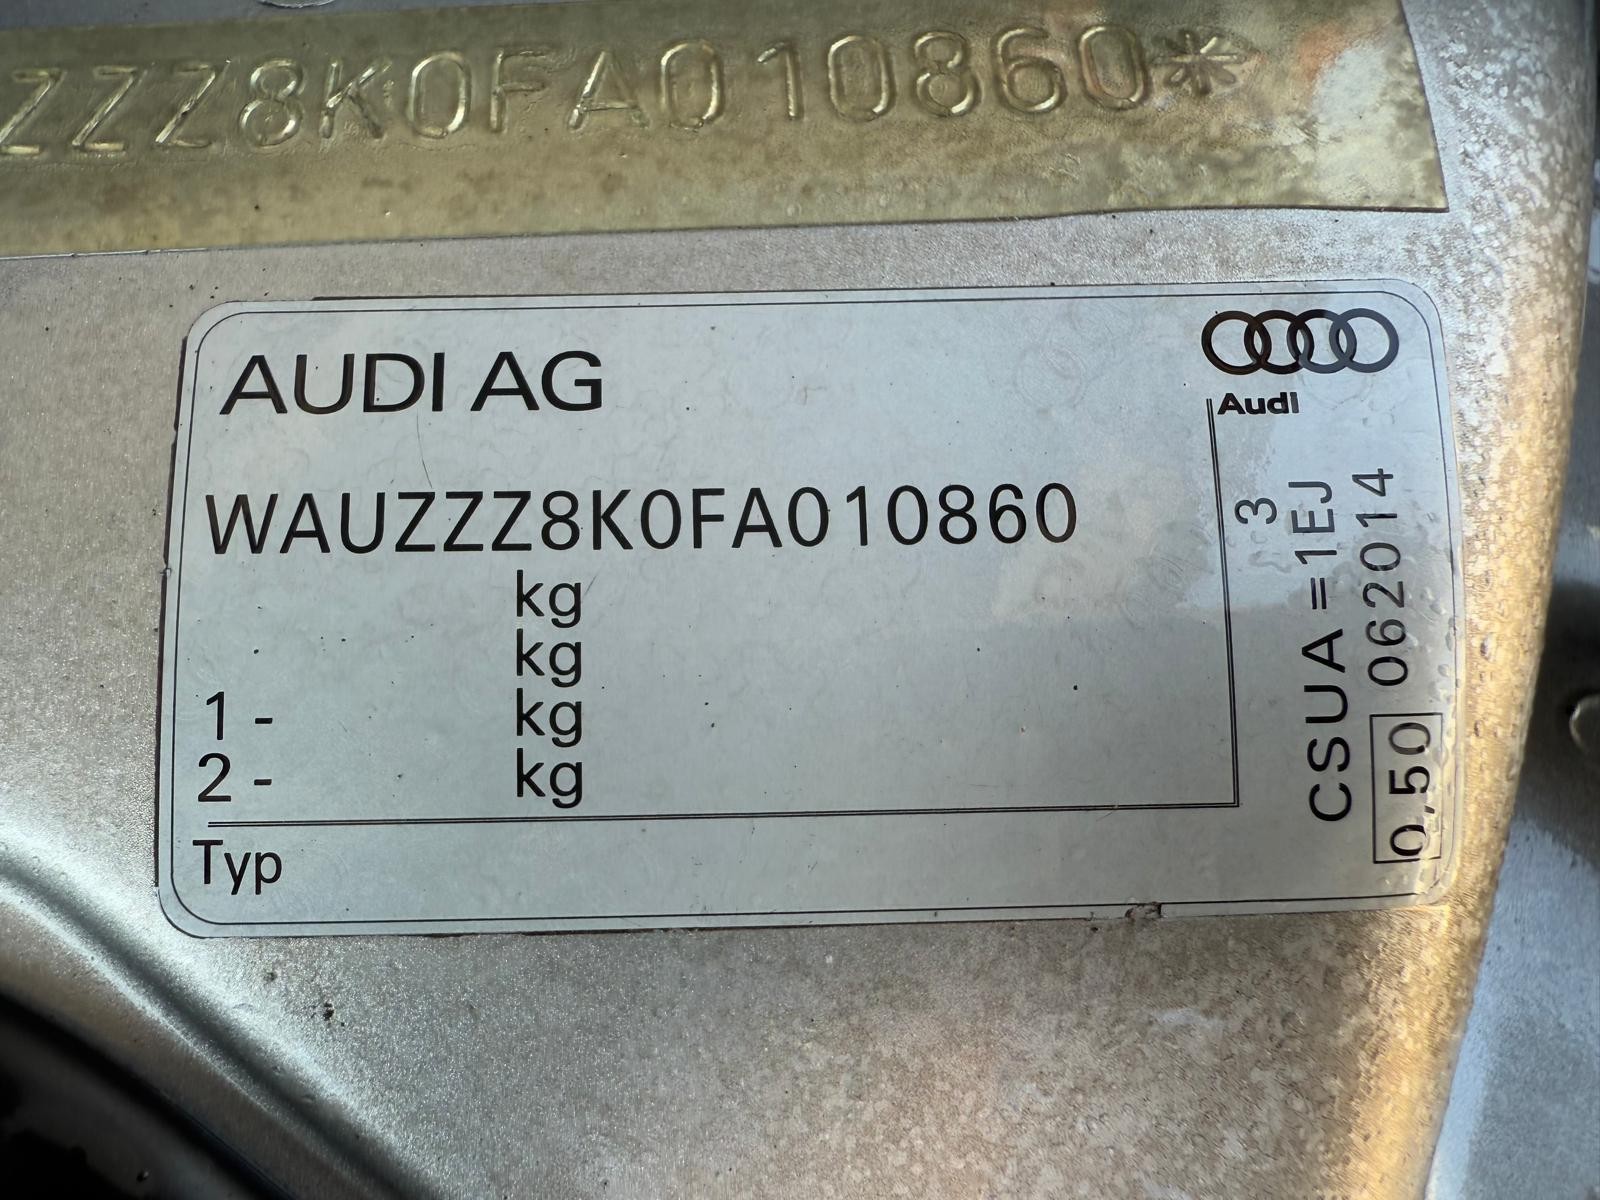 ZZZ8K0FA010860*
AUDI AG
Audi
WAUZZZ8K0FA010860
kg
kg
1 - kg
2 - kg
Typ
3
CSUA =1EJ
0,50 062014